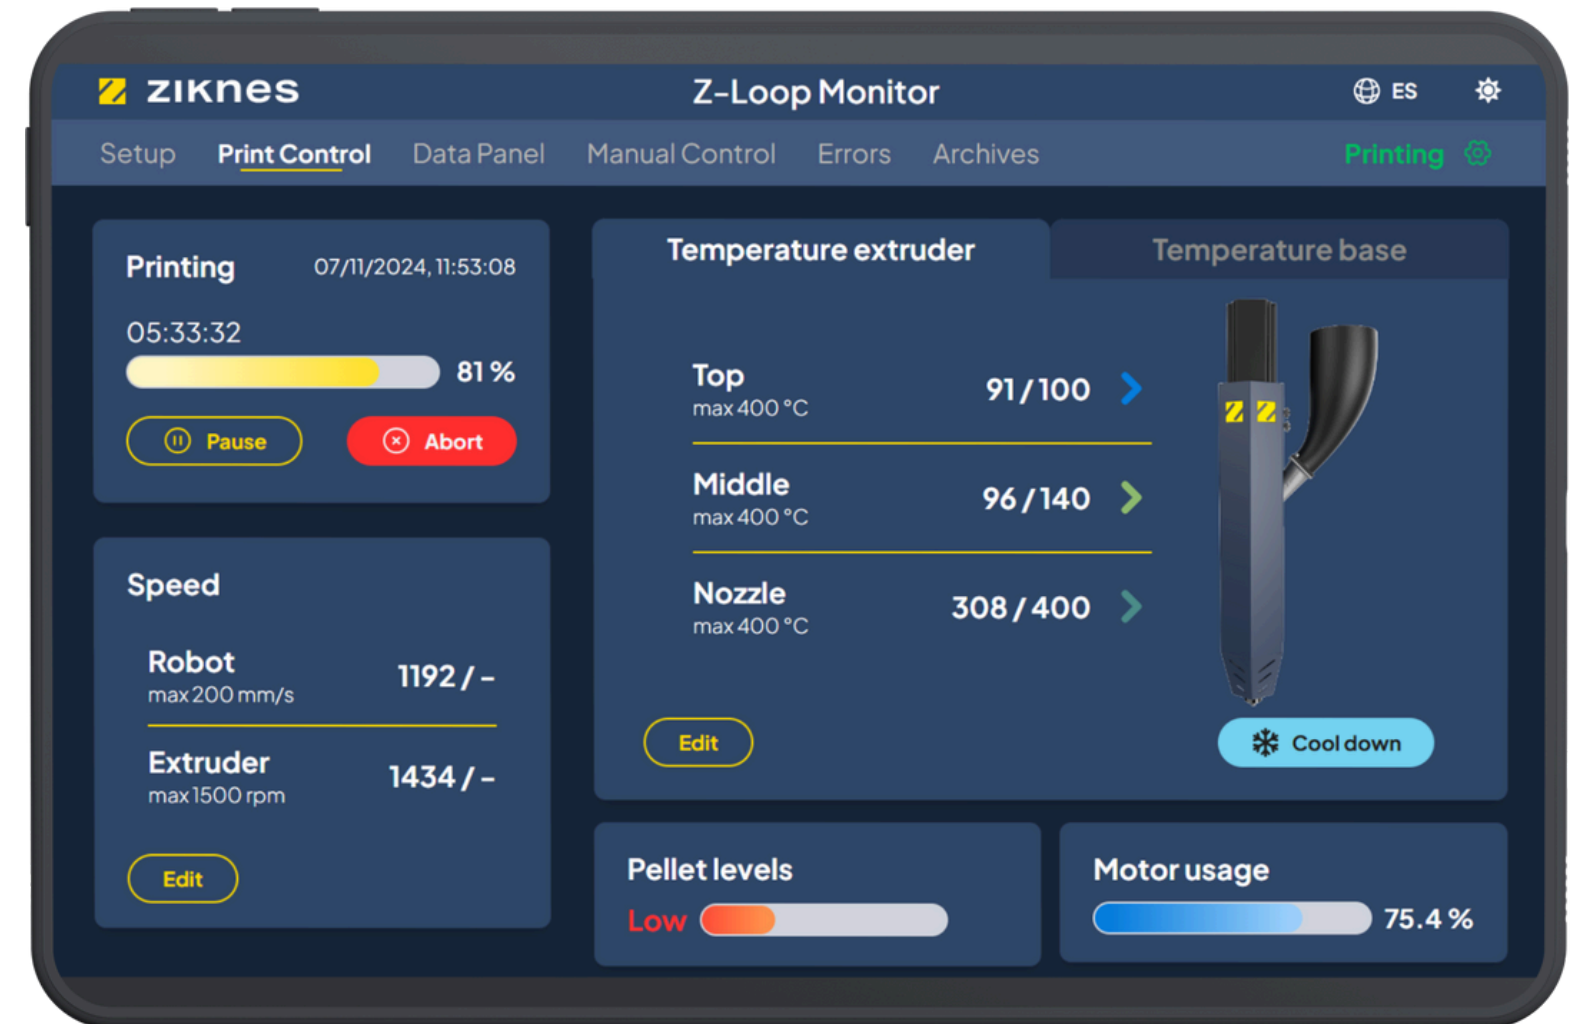 ZIKnes
Z-Loop Monitor
ES
Setup Print Control Data Panel Manual Control Errors Archives
Printing
Printing 07/11/2024, 11:53:08
05:33:32
81 %
Pause
Abort
Speed
Robot
max 200 mm/s
1192 / -
Extruder
max 1500 rpm
1434 / -
Edit
Temperature extruder
Temperature base
Top
max 400 °C
91 / 100
Middle
max 400 °C
96 / 140
Nozzle
max 400 °C
308 / 400
Edit
Cool down
Pellet levels
Low
Motor usage
75.4 %